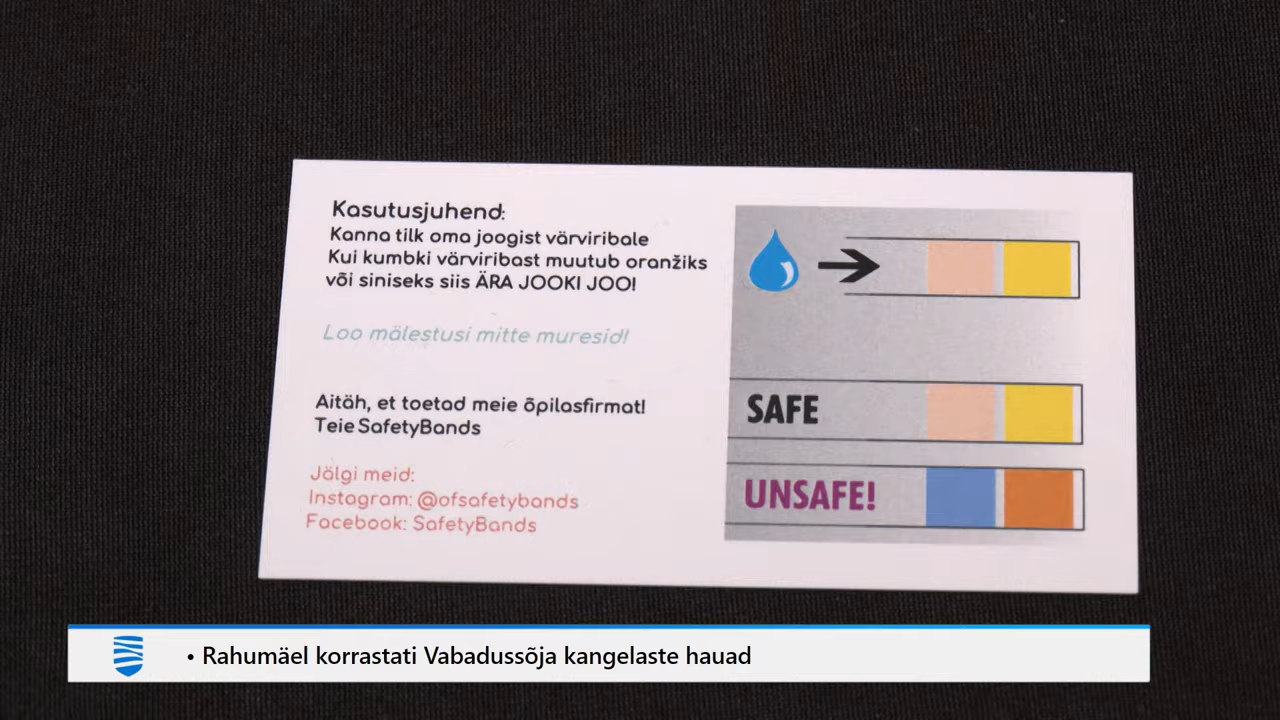 Kasutusjuhend:
Kanna tilk oma joogist värviribale
Kui kumbki värviribast muutub oranžiks
või siniseks siis ÄRA JOOKI JOO!
Loo mälestusi mitte muresid!
Aitäh, et toetad meie õpilasfirmat!
Teie SafetyBands
Jälgi meid:
Instagram: @ofsafetybands
Facebook: SafetyBands
SAFE
UNSAFE!
• Rahumäel korrastati Vabadussõja kangelaste hauad